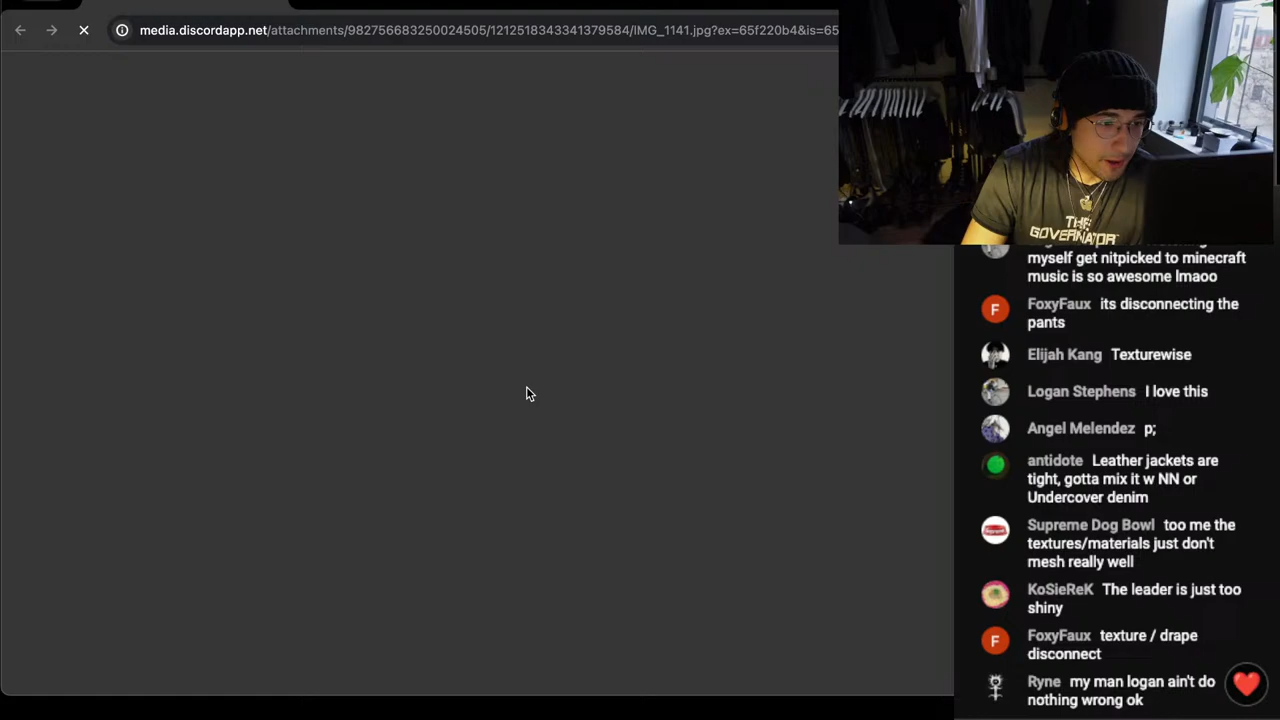 media.discordapp.net/attachments/982756683250024505/1212518343341379584/IMG_1141.jpg?ex=65f220b4&is=65
THE
GOVERNATOR
myself get nitpicked to minecraft
music is so awesome lmaoo
F
FoxyFaux its disconnecting the
pants
Elijah Kang Texturewise
Logan Stephens I love this
Angel Melendez p;
antidote Leather jackets are
tight, gotta mix it w NN or
Undercover denim
Supreme Dog Bowl too me the
textures/materials just don't
mesh really well
KoSieReK The leader is just too
shiny
F
FoxyFaux texture / drape
disconnect
Ryne my man logan ain't do
nothing wrong ok